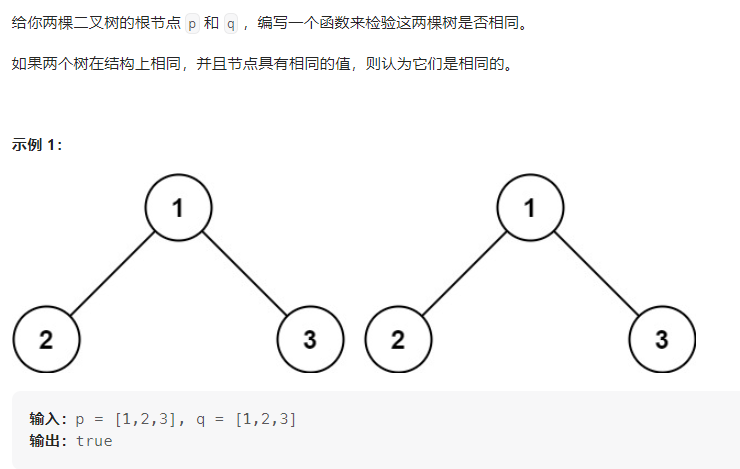 给你两棵二叉树的根节点 p 和 q ，编写一个函数来检验这两棵树是否相同。
如果两个树在结构上相同，并且节点具有相同的值，则认为它们是相同的。
示例 1：
1 1
2 3 2 3
输入：p = [1,2,3], q = [1,2,3]
输出：true